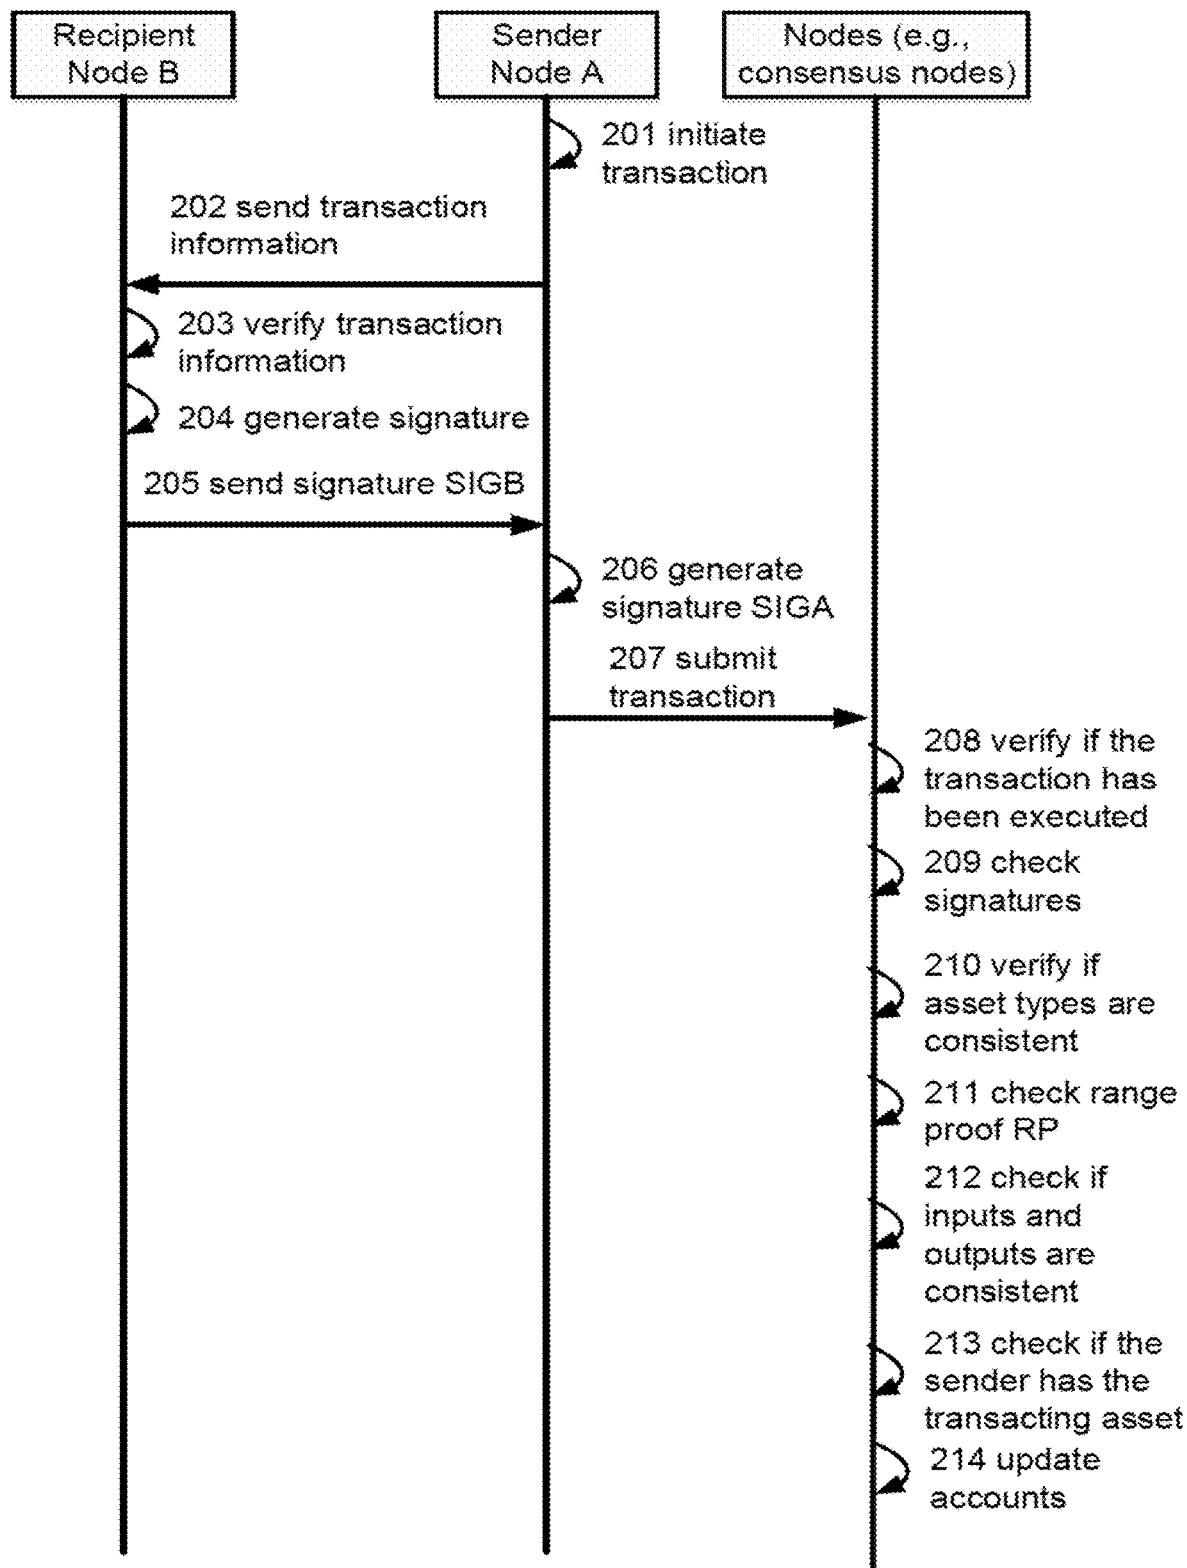 Recipient
Node B
Sender
Node A
Nodes (e.g.,
consensus nodes)
201 initiate
transaction
202 send transaction
information
203 verify transaction
information
204 generate signature
205 send signature SIGB
206 generate
signature SIGA
207 submit
transaction
208 verify if the
transaction has
been executed
209 check
signatures
210 verify if
asset types are
consistent
211 check range
proof RP
212 check if
inputs and
outputs are
consistent
213 check if the
sender has the
transacting asset
214 update
accounts